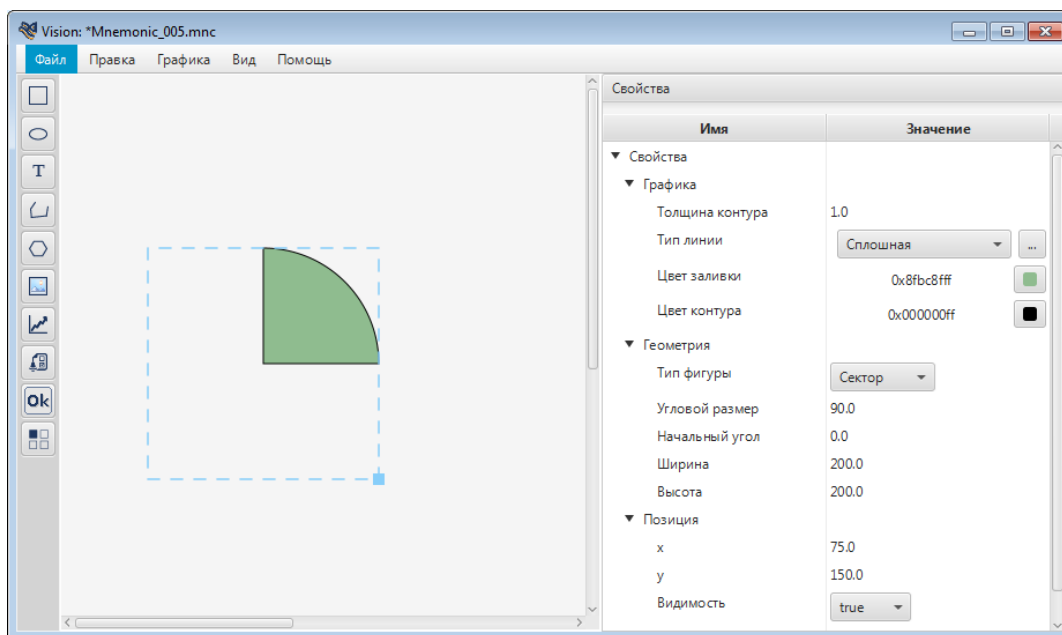 Vision: *Mnemonic_005.mnc
Файл Правка Графика Вид Помощь
Свойства
Имя Значение
Свойства
Графика
Толщина контура 1.0
Тип линии Сплошная ...
Цвет заливки 0x8fbc8fff
Цвет контура 0x000000ff
Геометрия
Тип фигуры Сектор
Угловой размер 90.0
Начальный угол 0.0
Ширина 200.0
Высота 200.0
Позиция
x 75.0
y 150.0
Видимость true
T
Ok